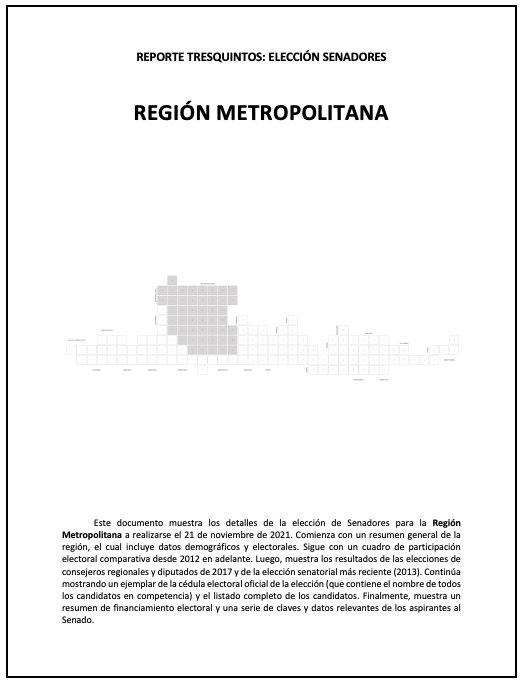 REPORTE TRESQUINTOS: ELECCIÓN SENADORES
REGIÓN METROPOLITANA
Este documento muestra los detalles de la elección de Senadores para la Región
Metropolitana a realizarse el 21 de noviembre de 2021. Comienza con un resumen general de la
región, el cual incluye datos demográficos y electorales. Sigue con un cuadro de participación
electoral comparativa desde 2012 en adelante. Luego, muestra los resultados de las elecciones de
consejeros regionales y diputados de 2017 y de la elección senatorial más reciente (2013). Continúa
mostrando un ejemplar de la cédula electoral oficial de la elección (que contiene el nombre de todos
los candidatos en competencia) y el listado completo de los candidatos. Finalmente, muestra un
resumen de financiamiento electoral y una serie de claves y datos relevantes de los aspirantes al
Senado.